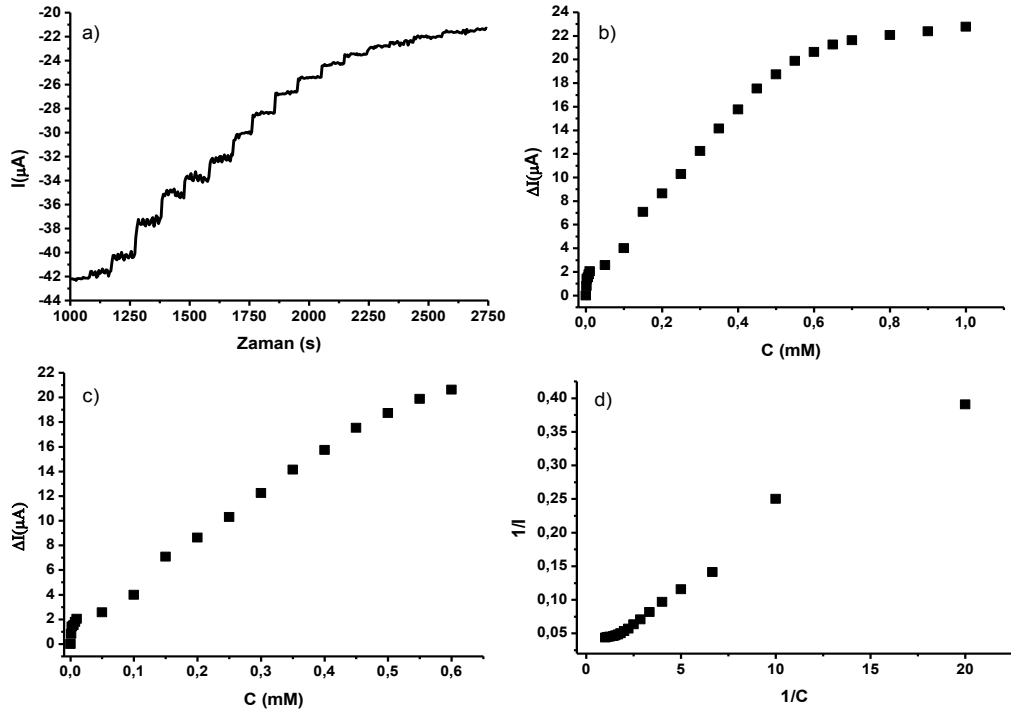 a)
-20
-22
-24
-26
-28
-30
-32
-34
-36
-38
-40
-42
-44
I(µA)
1000 1250 1500 1750 2000 2250 2500 2750
Zaman (s)
b)
24
22
20
18
16
14
12
10
8
6
4
2
0
ΔI(µA)
0,0 0,2 0,4 0,6 0,8 1,0
C (mM)
c)
22
20
18
16
14
12
10
8
6
4
2
0
ΔI(µA)
0,0 0,1 0,2 0,3 0,4 0,5 0,6
C (mM)
d)
0,40
0,35
0,30
0,25
0,20
0,15
0,10
0,05
1/I
0 5 10 15 20
1/C